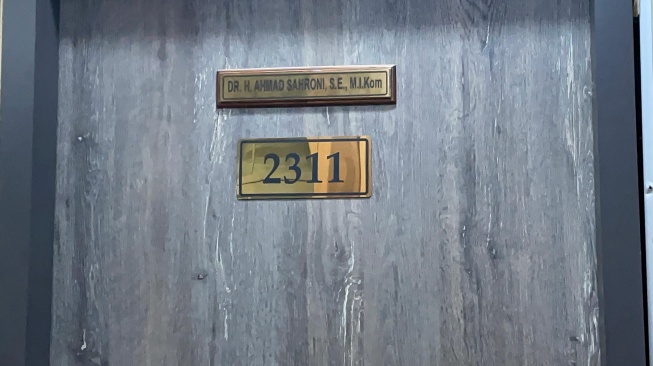 DR. H. AHMAD SAHRONI, S.E., M.I.Kom
2311